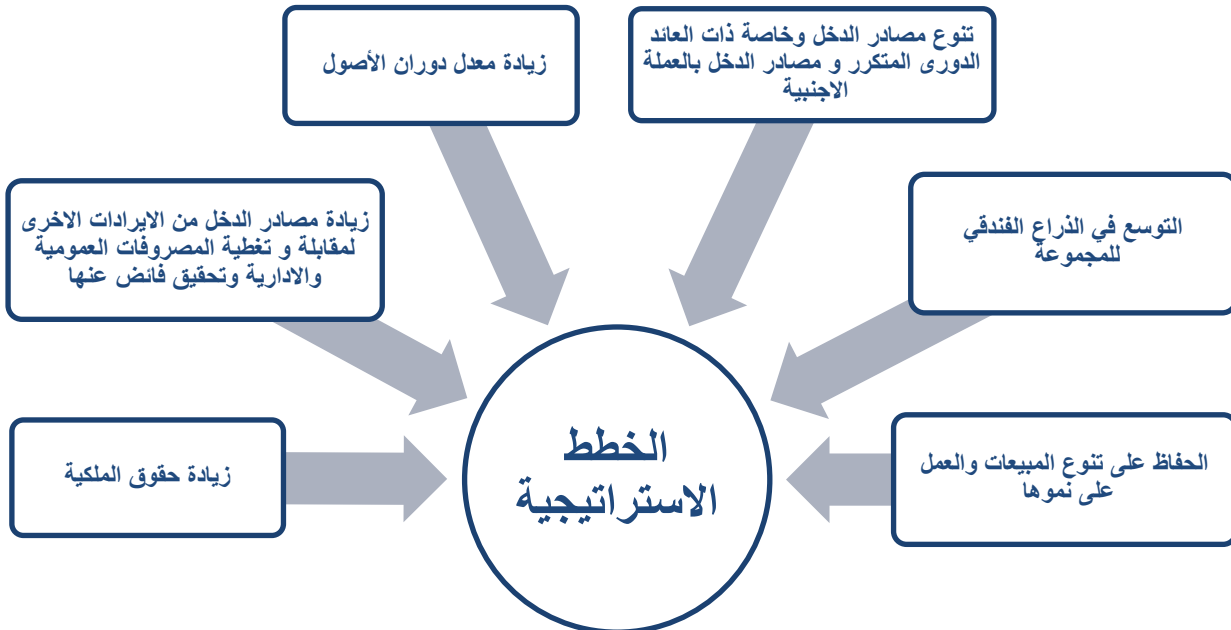 تنوع مصادر الدخل وخاصة ذات العائد
الدورى المتكرر و مصادر الدخل بالعملة
الاجنبية
زيادة معدل دوران الأصول
التوسع في الذراع الفندقي
للمجموعة
زيادة مصادر الدخل من الايرادات الاخرى
لمقابلة و تغطية المصروفات العمومية
والادارية وتحقيق فائض عنها
الحفاظ على تنوع المبيعات والعمل
على نموها
زيادة حقوق الملكية
الخطط
الاستراتيجية